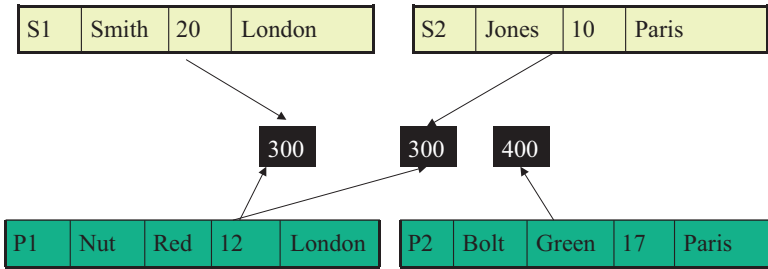 S1 Smith 20 London S2 Jones 10 Paris
300 300 400
P1 Nut Red 12 London P2 Bolt Green 17 Paris